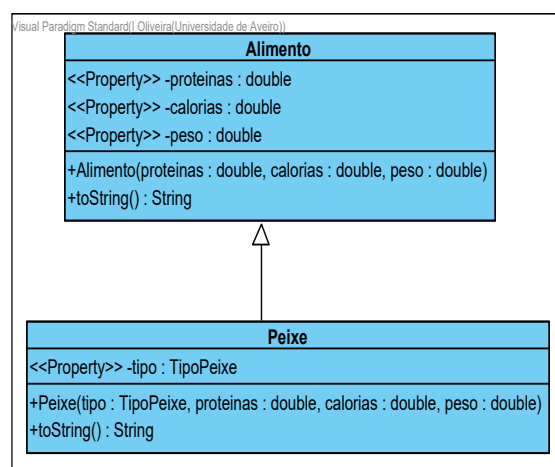 Visual Paradigm Standard(I Oliveira(Universidade de Aveiro))
Alimento
<<Property>> -proteinas : double
<<Property>> -calorias : double
<<Property>> -peso : double
+Alimento(proteinas : double, calorias : double, peso : double)
+toString() : String
Peixe
<<Property>> -tipo : TipoPeixe
+Peixe(tipo : TipoPeixe, proteinas : double, calorias : double, peso : double)
+toString() : String